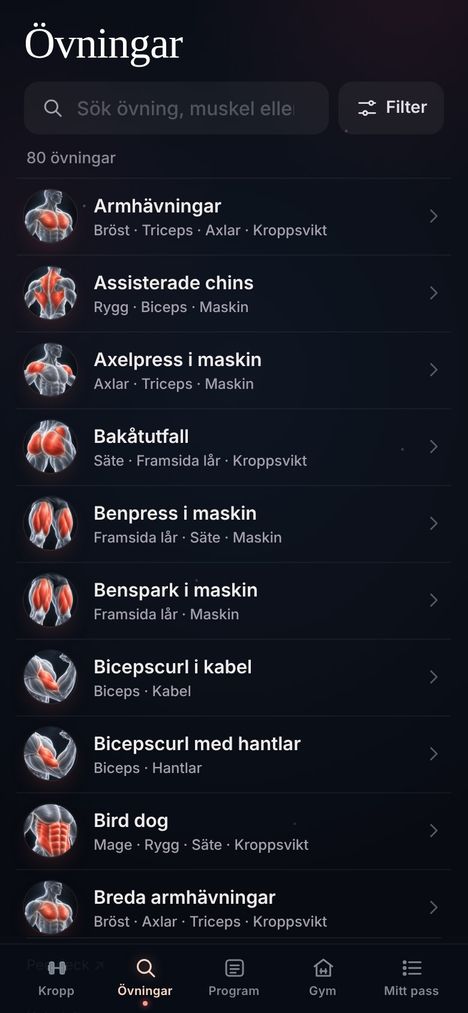 Övningar
Sök övning, muskel elle
Filter
80 övningar
Armhävningar
Bröst · Triceps · Axlar · Kroppsvikt
Assisterade chins
Rygg · Biceps · Maskin
Axelpress i maskin
Axlar · Triceps · Maskin
Bakåtutfall
Säte · Framsida lår · Kroppsvikt
Benpress i maskin
Framsida lår · Säte · Maskin
Benspark i maskin
Framsida lår · Maskin
Bicepscurl i kabel
Biceps · Kabel
Bicepscurl med hantlar
Biceps · Hantlar
Bird dog
Mage · Rygg · Säte · Kroppsvikt
Breda armhävningar
Bröst · Axlar · Triceps · Kroppsvikt
Kropp
Övningar
Program
Gym
Mitt pass